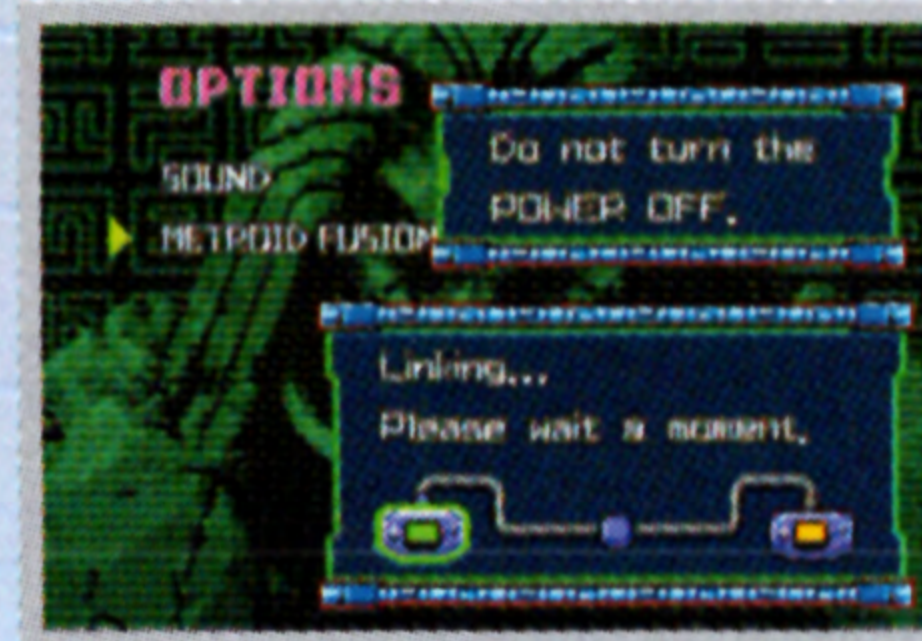 OPTIONS
SOUND
METROID FUSION
Do not turn the
POWER OFF.
Linking...
Please wait a moment.